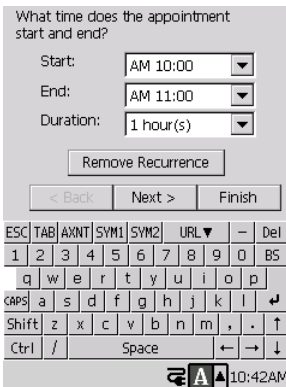 What time does the appointment
start and end?
Start: AM 10:00
End: AM 11:00
Duration: 1 hour(s)
Remove Recurrence
< Back Next > Finish
ESC TAB AXNT SYM1 SYM2 URL▼ - Del
1 2 3 4 5 6 7 8 9 0 BS
q w e r t y u i o p
CAPS a s d f g h j k l ↵
Shift z x c v b n m , . ↑
Ctrl / Space ← → ↓
A ▲ 10:42AM